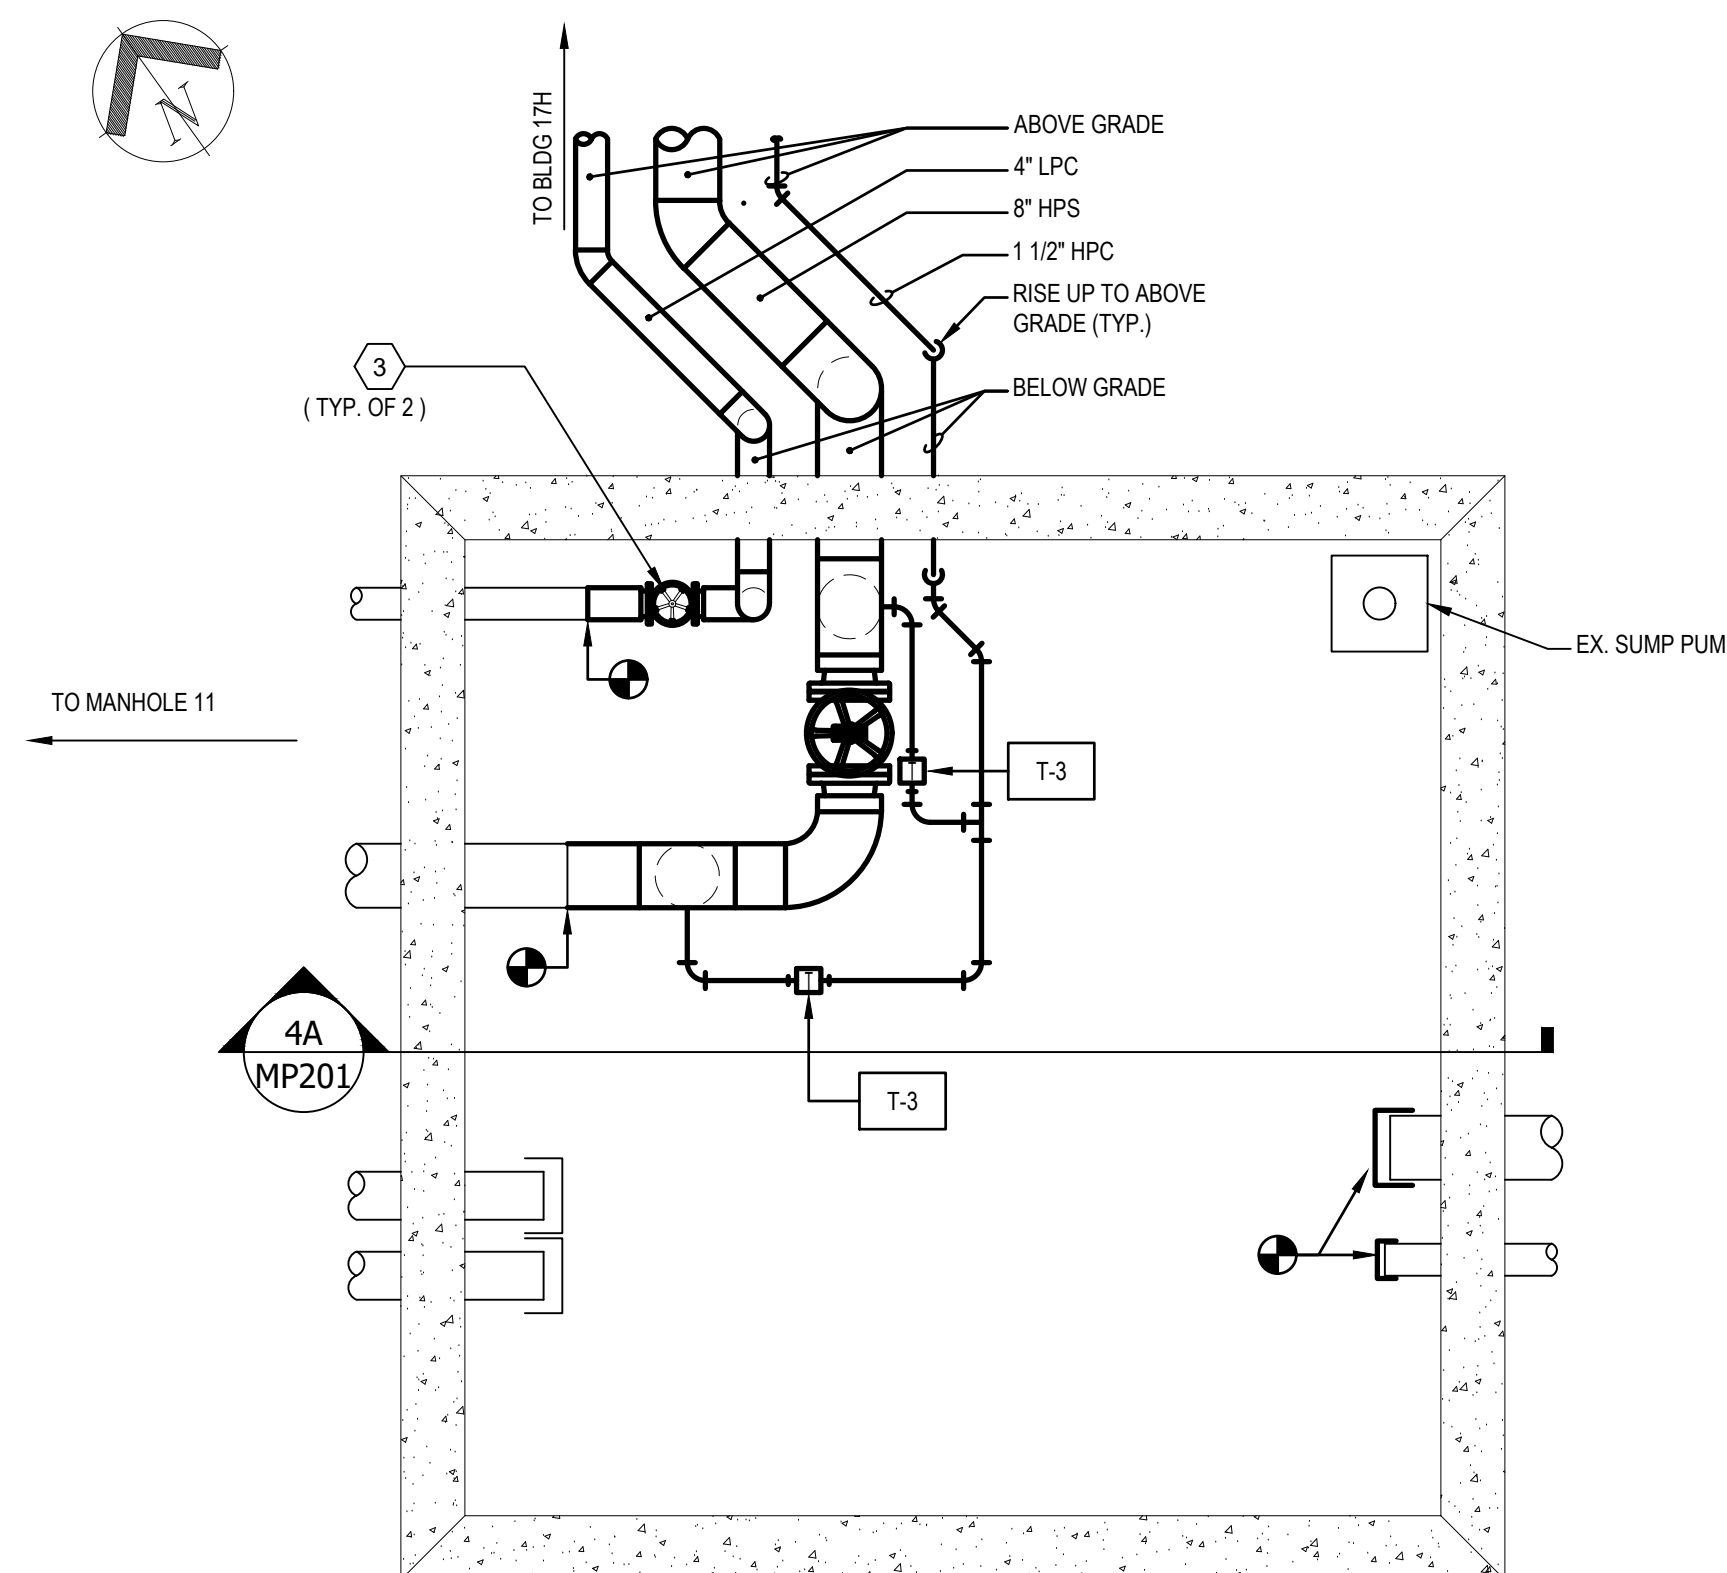 N
TO BLDG 17H
ABOVE GRADE
4" LPC
8" HPS
1 1/2" HPC
RISE UP TO ABOVE
GRADE (TYP.)
3
( TYP. OF 2 )
BELOW GRADE
EX. SUMP PUM
TO MANHOLE 11
T-3
4A
MP201
T-3